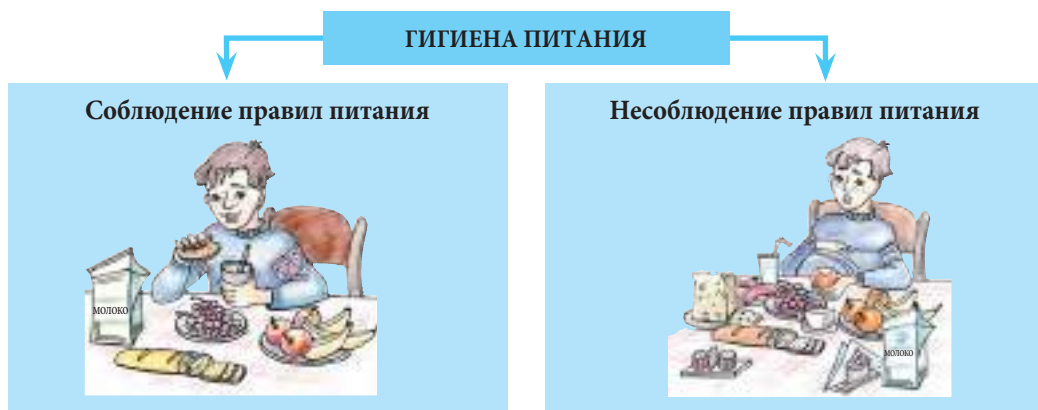 ГИГИЕНА ПИТАНИЯ
Соблюдение правил питания
Несоблюдение правил питания
МОЛОКО
МОЛОКО